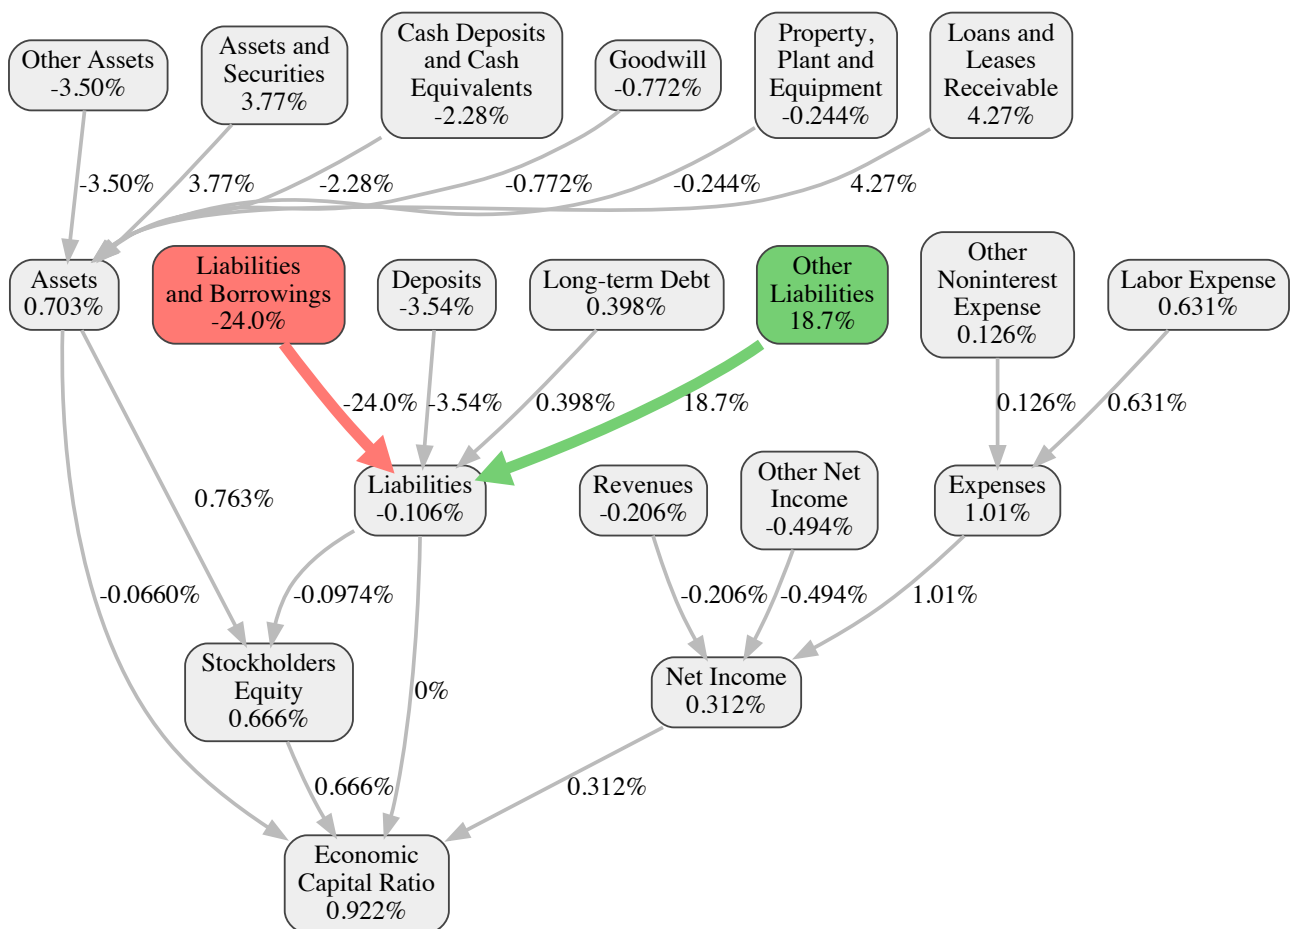 Other Assets
-3.50%
Assets and
Securities
3.77%
Cash Deposits
and Cash
Equivalents
-2.28%
Goodwill
-0.772%
Property,
Plant and
Equipment
-0.244%
Loans and
Leases
Receivable
4.27%
-3.50%
3.77%
-2.28%
-0.772%
-0.244%
4.27%
Assets
0.703%
Liabilities
and Borrowings
-24.0%
Deposits
-3.54%
Long-term Debt
0.398%
Other
Liabilities
18.7%
Other
Noninterest
Expense
0.126%
Labor Expense
0.631%
-24.0%
-3.54%
0.398%
18.7%
0.126%
0.631%
0.763%
Liabilities
-0.106%
Revenues
-0.206%
Other Net
Income
-0.494%
Expenses
1.01%
-0.0660%
-0.0974%
-0.206%
-0.494%
1.01%
Stockholders
Equity
0.666%
0%
Net Income
0.312%
0.666%
0.312%
Economic
Capital Ratio
0.922%